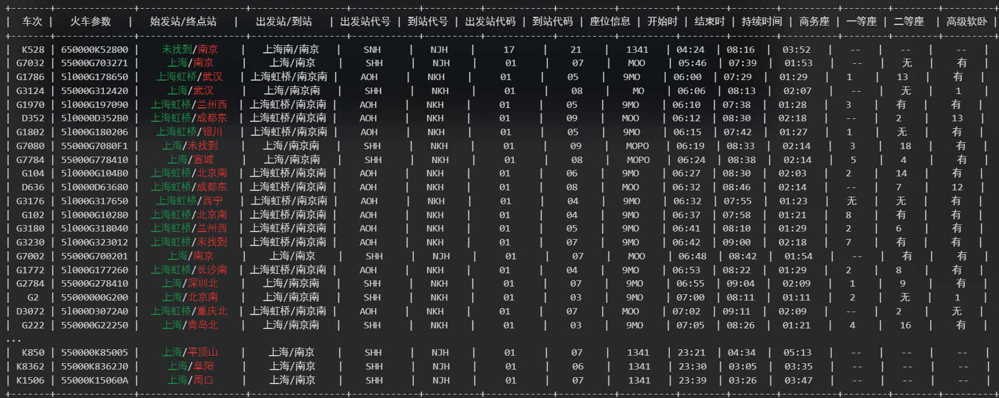 | 车次 | 火车参数 | 始发站/终点站 | 出发站/到站 | 出发站代号 | 到站代号 | 出发站代码 | 到站代码 | 座位信息 | 开始时 | 结束时 | 持续时间 | 商务座 | 一等座 | 二等座 | 高级软卧 |
| K528 | 650000K52800 | 未找到/南京 | 上海南/南京 | SNH | NJH | 17 | 21 | 1341 | 04:24 | 08:16 | 03:52 | -- | -- | -- |
| G7032 | 55000G703271 | 上海/南京 | 上海/南京 | SHH | NJH | 01 | 07 | MOO | 05:46 | 07:39 | 01:53 | -- | 无 | 有 |
| G1786 | 5l000G178650 | 上海虹桥/武汉 | 上海虹桥/南京南 | AOH | NKH | 01 | 05 | 9MO | 06:00 | 07:29 | 01:29 | 1 | 13 | 有 |
| G3124 | 55000G312420 | 上海/武汉 | 上海/南京南 | SHH | NKH | 01 | 08 | MO | 06:06 | 08:13 | 02:07 | -- | 无 | 1 |
| G1970 | 5l000G197090 | 上海虹桥/兰州西 | 上海虹桥/南京南 | AOH | NKH | 01 | 05 | 9MO | 06:10 | 07:38 | 01:28 | 3 | 有 | 有 |
| D352 | 5l0000D352B0 | 上海虹桥/成都东 | 上海虹桥/南京南 | AOH | NKH | 01 | 09 | MOO | 06:12 | 08:30 | 02:18 | -- | 2 | 13 |
| G1802 | 5l000G180206 | 上海虹桥/银川 | 上海虹桥/南京南 | AOH | NKH | 01 | 05 | 9MO | 06:15 | 07:42 | 01:27 | 1 | 无 | 有 |
| G7080 | 55000G7080F1 | 上海/未找到 | 上海/南京南 | SHH | NKH | 01 | 09 | MOPO | 06:19 | 08:33 | 02:14 | 3 | 18 | 有 |
| G7784 | 55000G778410 | 上海/宣城 | 上海/南京南 | SHH | NKH | 01 | 08 | MOPO | 06:24 | 08:38 | 02:14 | 5 | 4 | 有 |
| G104 | 5l0000G104B0 | 上海虹桥/北京南 | 上海虹桥/南京南 | AOH | NKH | 01 | 06 | 9MO | 06:27 | 08:30 | 02:03 | 2 | 14 | 有 |
| D636 | 5l0000D63680 | 上海虹桥/成都东 | 上海虹桥/南京南 | AOH | NKH | 01 | 08 | MOO | 06:32 | 08:46 | 02:14 | -- | 7 | 12 |
| G3176 | 5l000G317650 | 上海虹桥/西宁 | 上海虹桥/南京南 | AOH | NKH | 01 | 04 | 9MO | 06:32 | 07:55 | 01:23 | 无 | 无 | 有 |
| G102 | 5l0000G10280 | 上海虹桥/北京南 | 上海虹桥/南京南 | AOH | NKH | 01 | 04 | 9MO | 06:37 | 07:58 | 01:21 | 8 | 有 | 有 |
| G3180 | 5l000G318040 | 上海虹桥/兰州西 | 上海虹桥/南京南 | AOH | NKH | 01 | 05 | 9MO | 06:41 | 08:10 | 01:29 | 2 | 6 | 有 |
| G3230 | 5l000G323012 | 上海虹桥/未找到 | 上海虹桥/南京南 | AOH | NKH | 01 | 07 | 9MO | 06:42 | 09:00 | 02:18 | 7 | 有 | 有 |
| G7002 | 55000G700201 | 上海/南京 | 上海/南京 | SHH | NJH | 01 | 07 | MOO | 06:48 | 08:42 | 01:54 | -- | 有 | 有 |
| G1772 | 5l000G177260 | 上海虹桥/长沙南 | 上海虹桥/南京南 | AOH | NKH | 01 | 04 | 9MO | 06:53 | 08:22 | 01:29 | 2 | 8 | 有 |
| G2784 | 55000G278410 | 上海/深圳北 | 上海/南京南 | SHH | NKH | 01 | 07 | 9MO | 06:55 | 09:04 | 02:09 | 1 | 9 | 有 |
| G2 | 55000000G200 | 上海/北京南 | 上海/南京南 | SHH | NKH | 01 | 03 | 9MO | 07:00 | 08:11 | 01:11 | 2 | 无 | 1 |
| D3072 | 5l000D3072A0 | 上海虹桥/重庆北 | 上海虹桥/南京南 | AOH | NKH | 01 | 07 | MOO | 07:02 | 09:11 | 02:09 | -- | 2 | 无 |
| G222 | 550000G22250 | 上海/青岛北 | 上海/南京南 | SHH | NKH | 01 | 03 | 9MO | 07:05 | 08:26 | 01:21 | 4 | 16 | 有 |
...
| K850 | 550000K85005 | 上海/平顶山 | 上海/南京 | SHH | NJH | 01 | 07 | 1341 | 23:21 | 04:34 | 05:13 | -- | -- | -- |
| K8362 | 55000K8362J0 | 上海/阜阳 | 上海/南京 | SHH | NJH | 01 | 06 | 1341 | 23:30 | 03:05 | 03:35 | -- | -- | -- |
| K1506 | 55000K15060A | 上海/周口 | 上海/南京 | SHH | NJH | 01 | 07 | 1341 | 23:39 | 03:26 | 03:47 | -- | -- | -- |